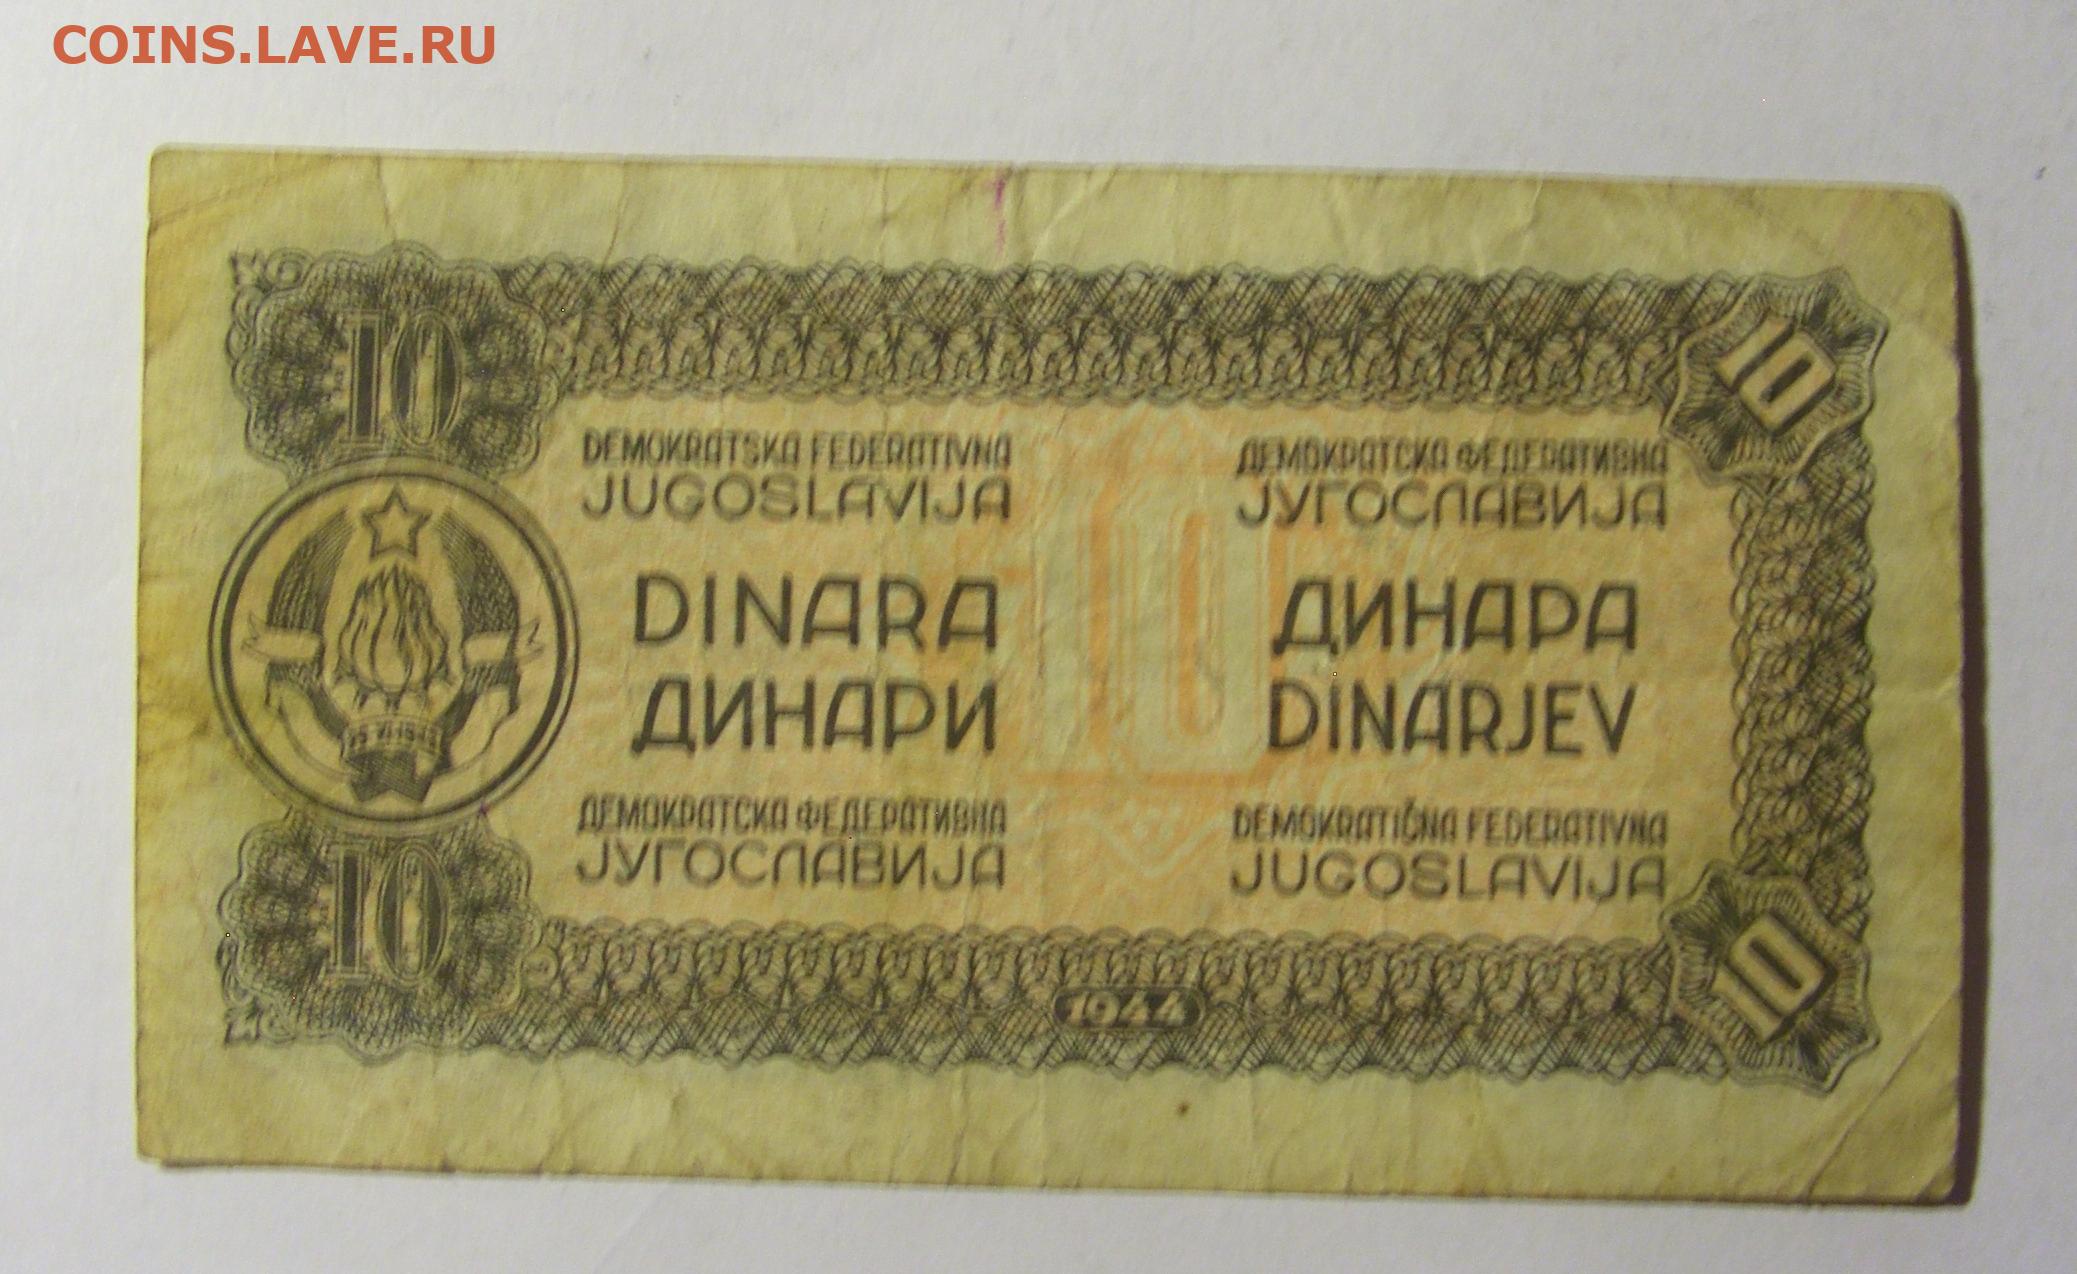 COINS.LAVE.RU
10
10
DEMOKRATSKA FEDERATIVNA
JUGOSLAVIJA
ДЕМОКРАТСКА ФЕДЕРАТИВНА
ЈУГОСЛАВИЈА
10
DINARA
ДИНАРА
ДИНАРИ
DINARJEV
ДЕМОКРАТСКА ФЕДЕРАТИВНА
ЈУГОСЛАВИЈА
DEMOKRATIČNA FEDERATIVNA
JUGOSLAVIJA
10
10
1944